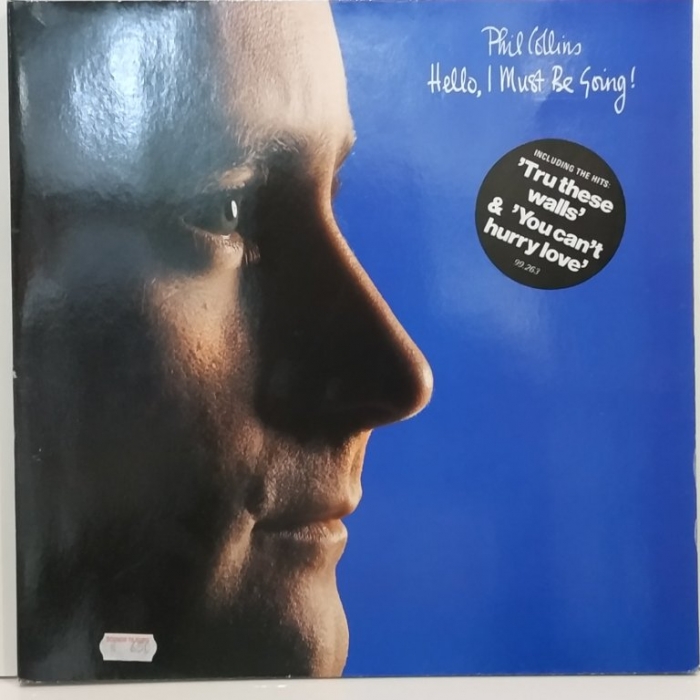 Phil Collins
Hello, I Must Be Going!
INCLUDING THE HITS:
'Tru these
walls'
& 'You can't
hurry love'
99 263